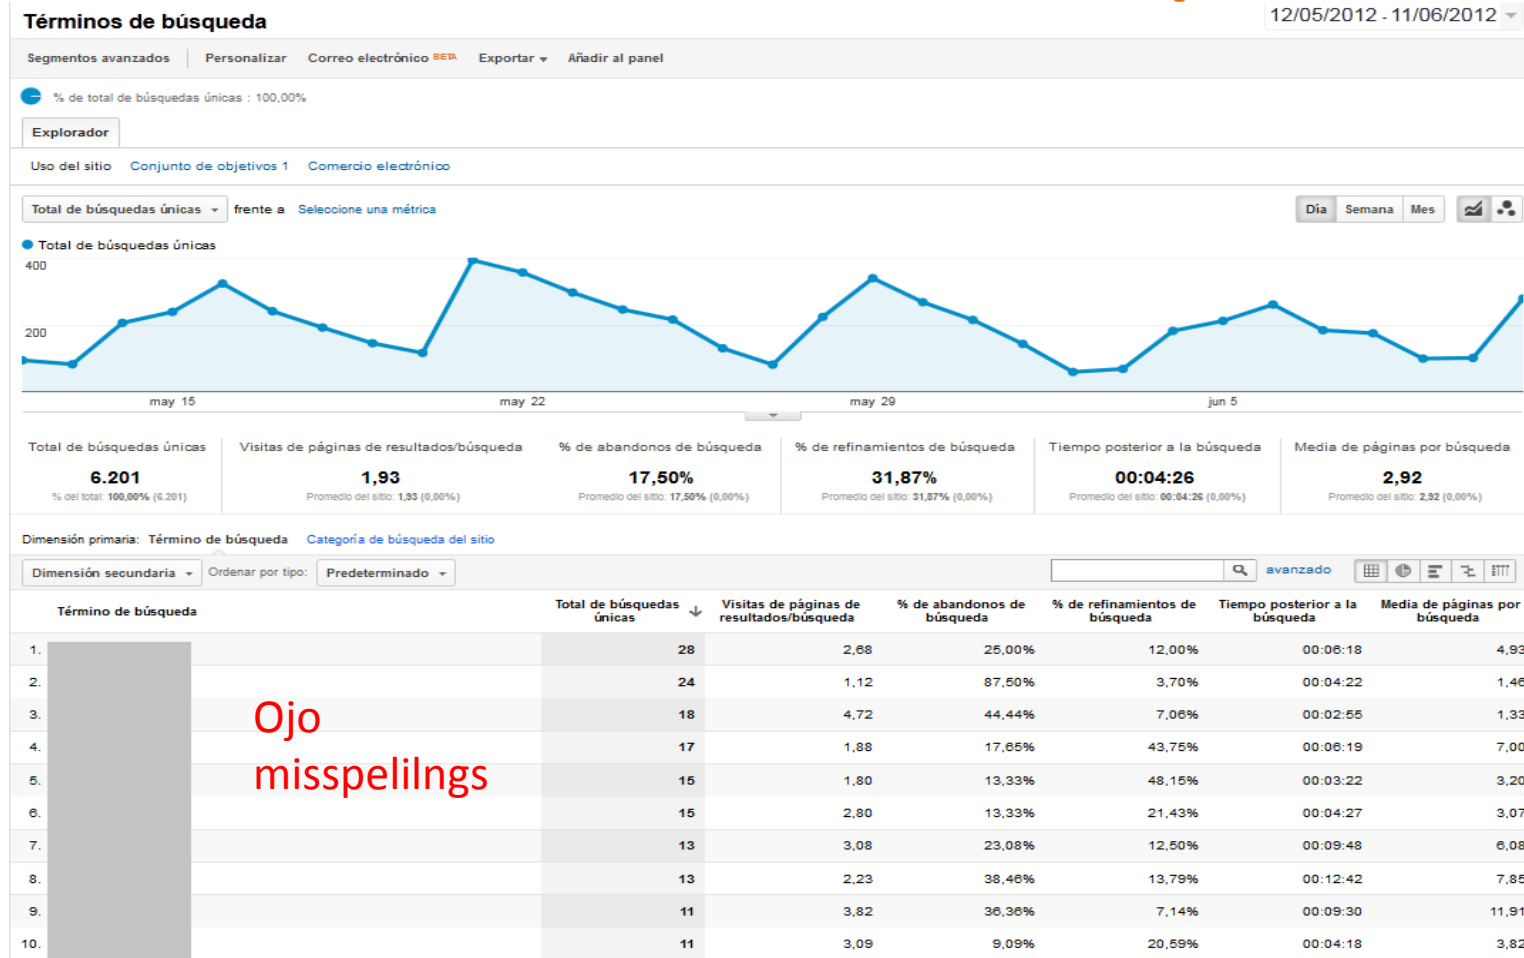 Términos de búsqueda
12/05/2012 - 11/06/2012
Segmentos avanzados Personalizar Correo electrónico BETA Exportar Añadir al panel
% de total de búsquedas únicas : 100,00%
Explorador
Uso del sitio Conjunto de objetivos 1 Comercio electrónico
Total de búsquedas únicas frente a Seleccione una métrica
Día Semana Mes
Total de búsquedas únicas
400
200
may 15 may 22 may 29 jun 5
Total de búsquedas únicas Visitas de páginas de resultados/búsqueda % de abandonos de búsqueda % de refinamientos de búsqueda Tiempo posterior a la búsqueda Media de páginas por búsqueda
6.201 1,93 17,50% 31,87% 00:04:26 2,92
% del total: 100,00% (6.201) Promedio del sitio: 1,93 (0,00%) Promedio del sitio: 17,50% (0,00%) Promedio del sitio: 31,87% (0,00%) Promedio del sitio: 00:04:26 (0,00%) Promedio del sitio: 2,92 (0,00%)
Dimensión primaria: Término de búsqueda Categoría de búsqueda del sitio
Dimensión secundaria Ordenar por tipo: Predeterminado avanzado
Término de búsqueda Total de búsquedas únicas Visitas de páginas de resultados/búsqueda % de abandonos de búsqueda % de refinamientos de búsqueda Tiempo posterior a la búsqueda Media de páginas por búsqueda
1. 28 2,68 25,00% 12,00% 00:06:18 4,93
2. 24 1,12 87,50% 3,70% 00:04:22 1,46
3. 18 4,72 44,44% 7,06% 00:02:55 1,33
4. 17 1,88 17,65% 43,75% 00:06:19 7,00
5. 15 1,80 13,33% 48,15% 00:03:22 3,20
6. 15 2,80 13,33% 21,43% 00:04:27 3,07
7. 13 3,08 23,08% 12,50% 00:09:48 6,08
8. 13 2,23 38,46% 13,79% 00:12:42 7,85
9. 11 3,82 36,36% 7,14% 00:09:30 11,91
10. 11 3,09 9,09% 20,59% 00:04:18 3,82
Ojo
misspelilngs